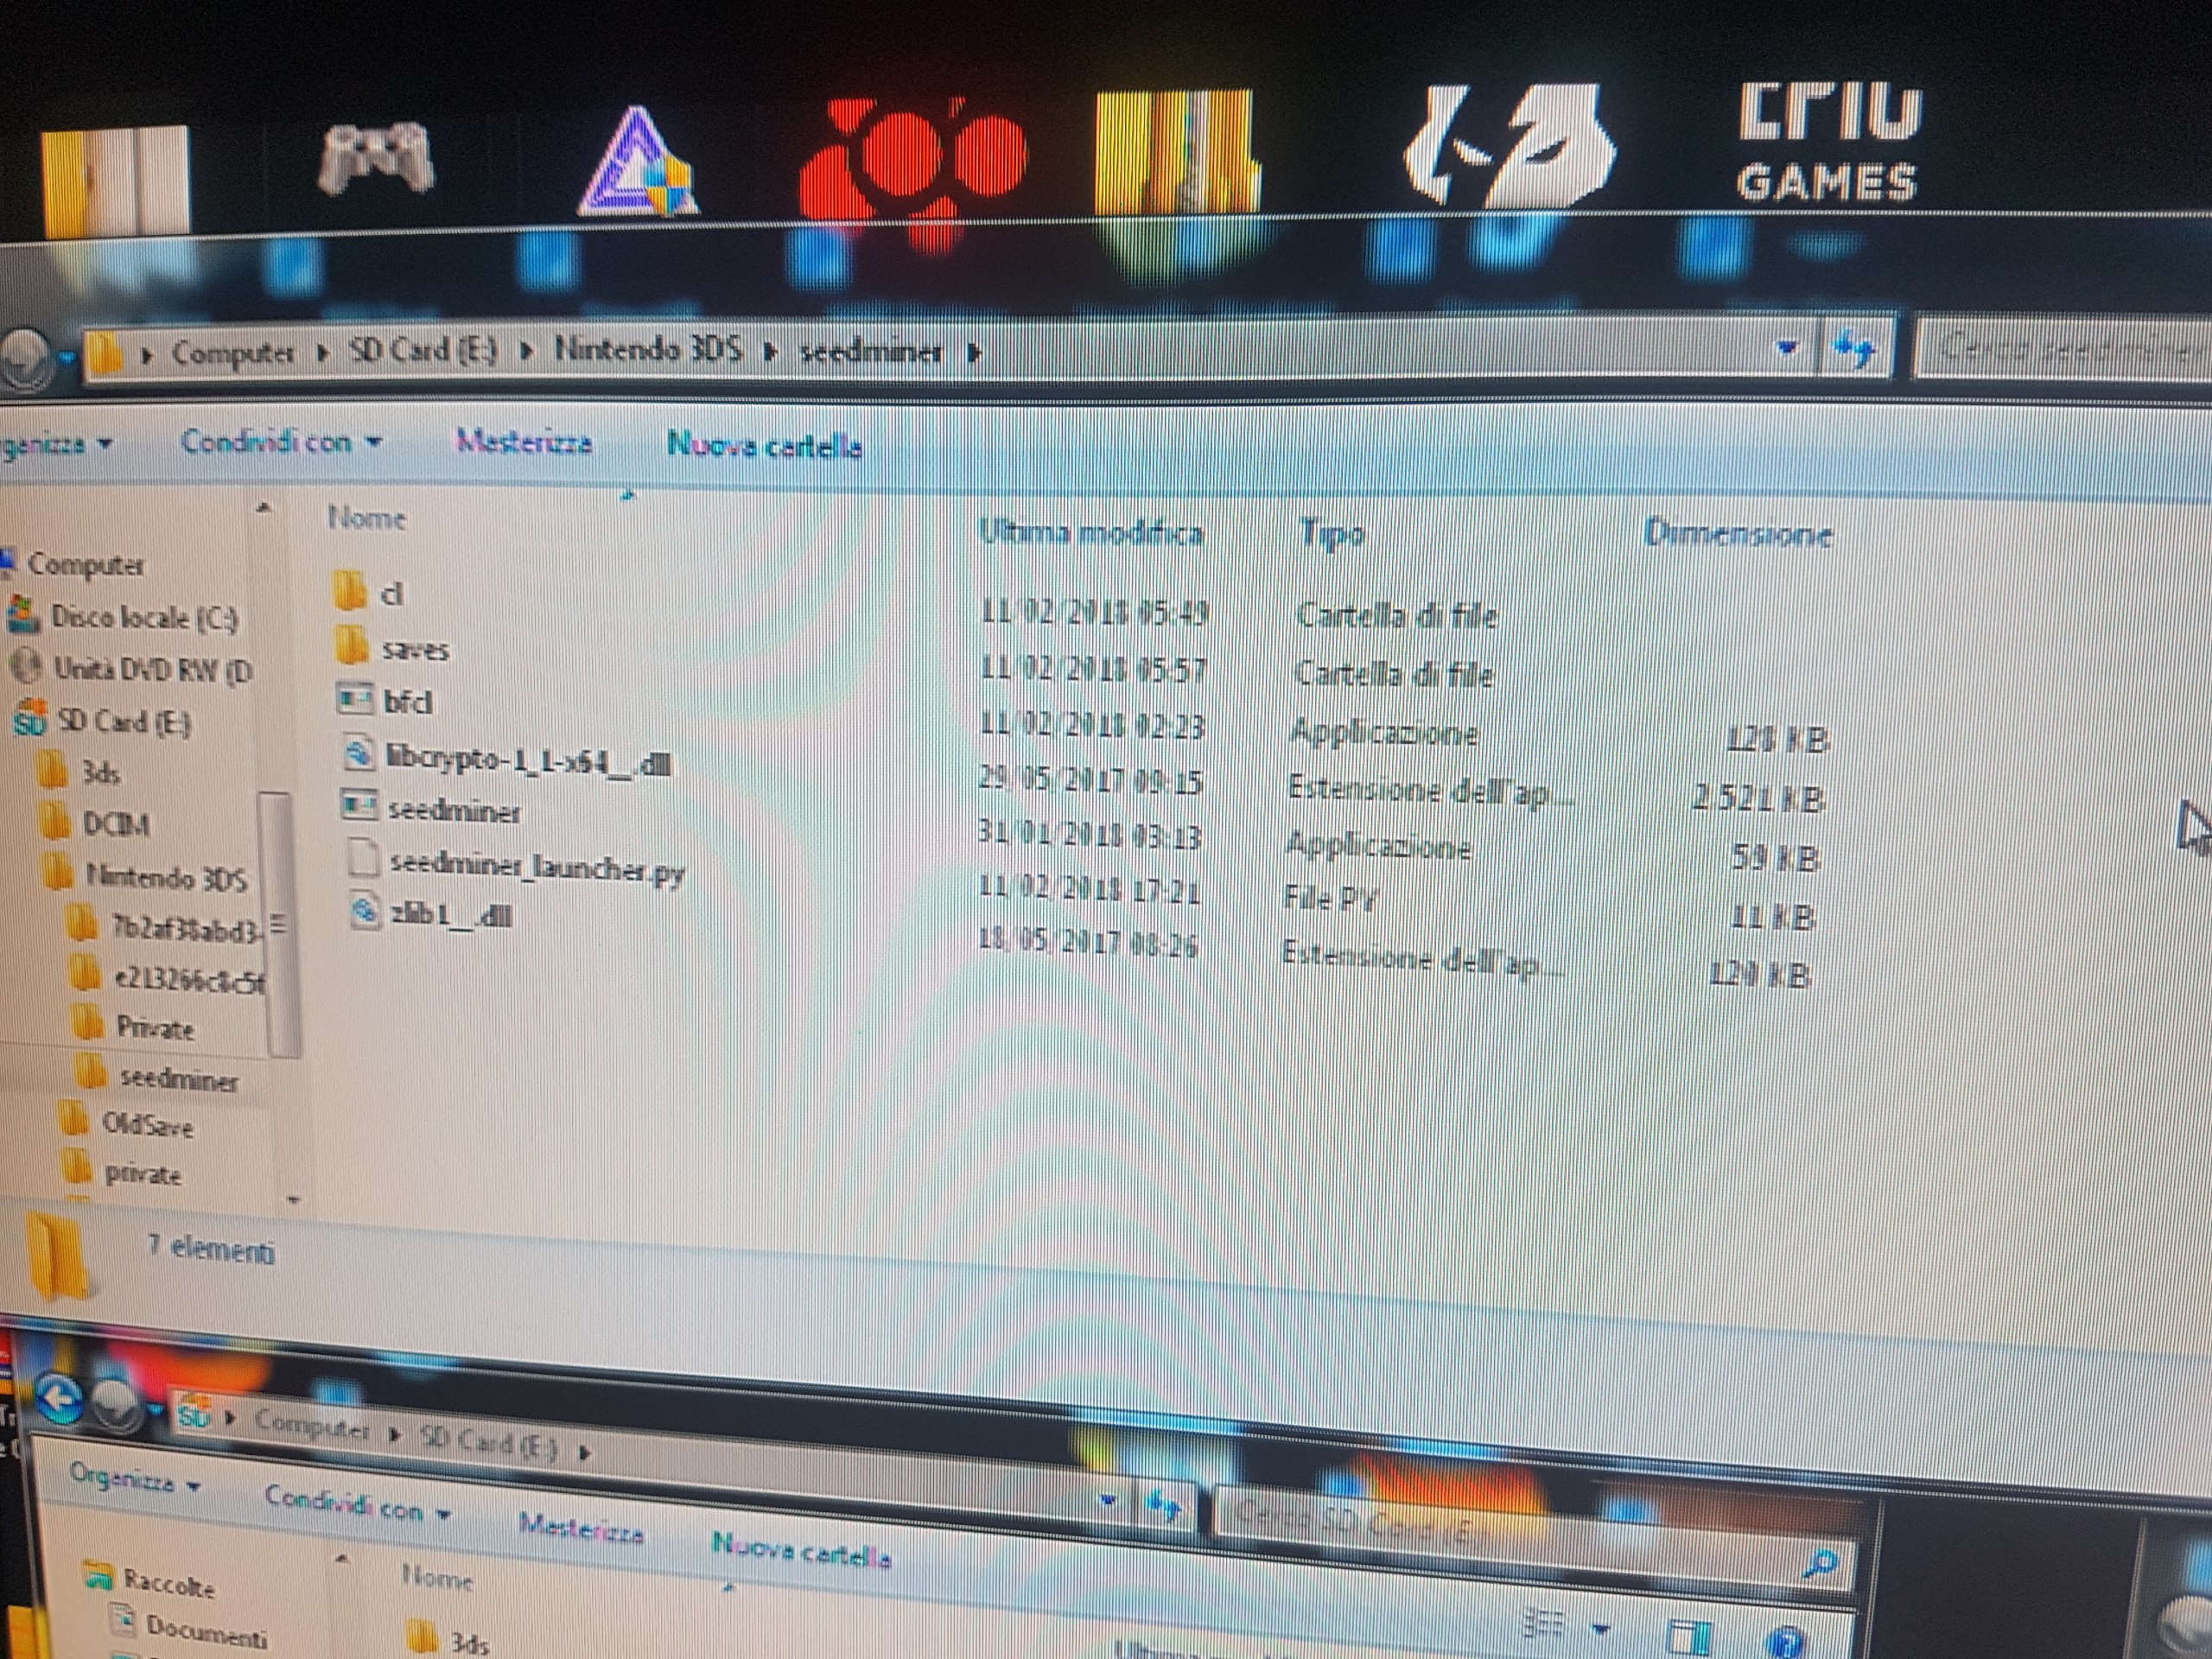 CRIU
GAMES
Computer SD Card (E:) Nintendo 3DS seedminer
Cerca seedminer
rganizza Condividi con Masterizza Nuova cartella
Nome Ultima modifica Tipo Dimensione
cl 11/02/2018 05:49 Cartella di file
saves 11/02/2018 05:57 Cartella di file
bfcl 11/02/2018 02:23 Applicazione 128 KB
libcrypto-1_1-x64__.dll 29/05/2017 09:15 Estensione dell'ap... 2.521 KB
seedminer 31/01/2018 03:13 Applicazione 59 KB
seedminer_launcher.py 11/02/2018 17:21 File PY 11 KB
zlib1__.dll 18/05/2017 08:26 Estensione dell'ap... 120 KB
Computer
Disco locale (C:)
Unità DVD RW (D
SD Card (E:)
3ds
DCIM
Nintendo 3DS
7b2af38abd3
Private
seedminer
OldSave
private
7 elementi
Computer SD Card (E:)
Cerca SD Card (E:)
Organizza Condividi con Masterizza Nuova cartella
Raccolte
Documenti
Nome
3ds